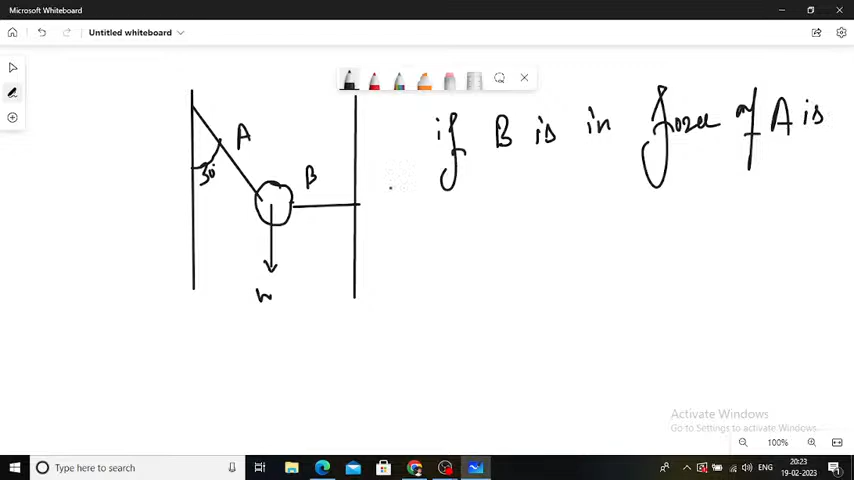 Microsoft Whiteboard
Untitled whiteboard
if B is in force of A is
A
30°
B
Activate Windows
Go to Settings to activate Windows.
100%
Type here to search
ENG
20:23
19-02-2023